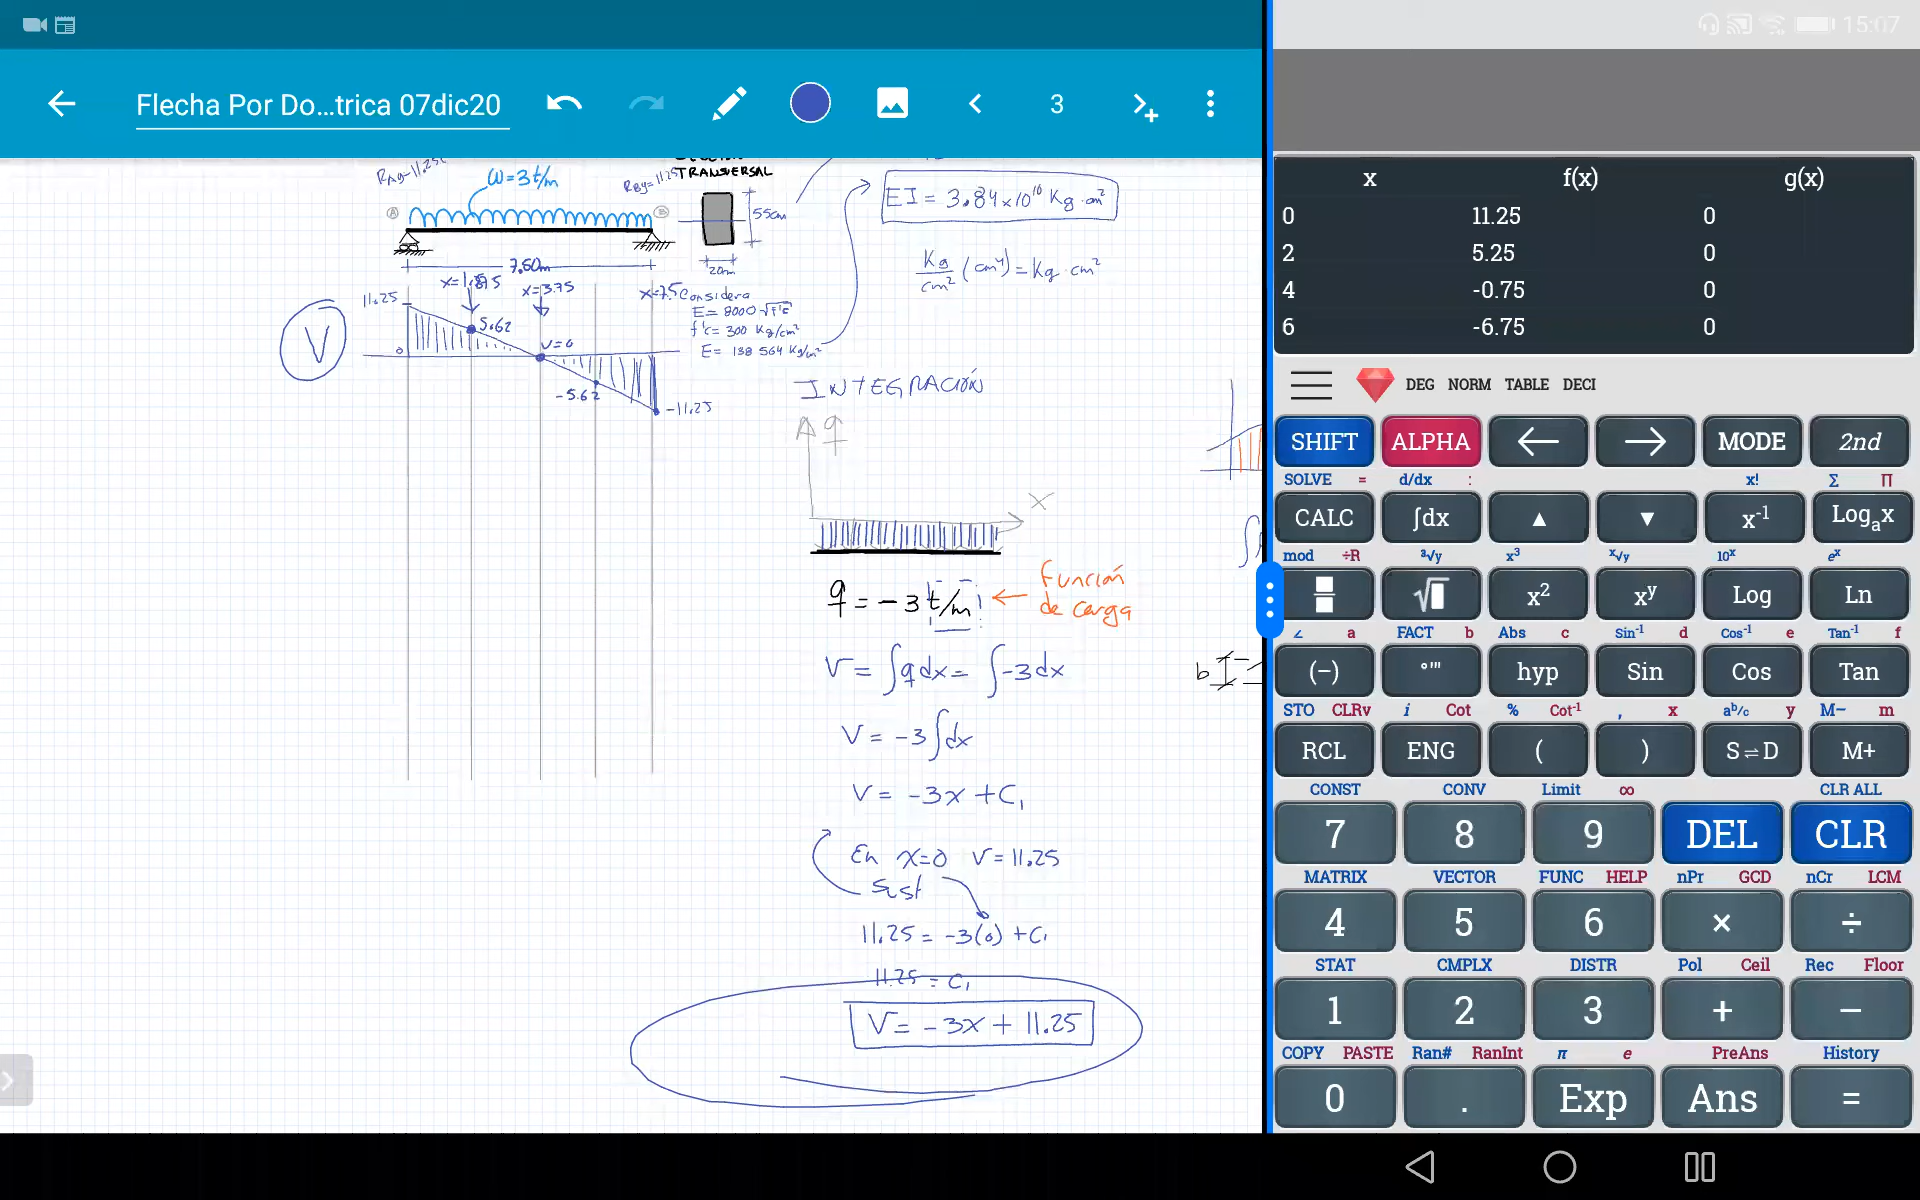 15:07
Flecha Por Do...trica 07dic20
3
RAy=11.25t
ω=3t/m
RBy=11.25
TRANSVERSAL
A
B
55cm
20cm
7.50m
x=1.875
x=3.75
x=7.5
Considera
E= 8000√f'c
f'c= 300 Kg/cm²
E= 138 564 Kg/cm²
EI = 3.84x10¹⁰ Kg·cm²
Kg/cm² (cm⁴) = Kg·cm²
V
11.25
0
5.62
V=0
-5.62
-11.25
INTEGRACIÓN
q
x
q = -3 t/m
Función
de carga
V = ∫q dx = ∫-3 dx
V = -3∫dx
V = -3x + C₁
En x=0 V=11.25
Sust
11.25 = -3(0) + C₁
11.25 = C₁
V = -3x + 11.25
b
x f(x) g(x)
0 11.25 0
2 5.25 0
4 -0.75 0
6 -6.75 0
DEG NORM TABLE DECI
SHIFT ALPHA ← → MODE 2nd
SOLVE = d/dx : x! Σ Π
CALC ∫dx ▲ ▼ x⁻¹ Logₐx
mod ÷R ³√y x³ ˣ√y 10ˣ eˣ
√ x² xʸ Log Ln
∠ a FACT b Abs c Sin⁻¹ d Cos⁻¹ e Tan⁻¹ f
(−) °''' hyp Sin Cos Tan
STO CLRv i Cot % Cot⁻¹ , x aᵇ/c y M− m
RCL ENG ( ) S⇌D M+
CONST CONV Limit ∞ CLR ALL
7 8 9 DEL CLR
MATRIX VECTOR FUNC HELP nPr GCD nCr LCM
4 5 6 × ÷
STAT CMPLX DISTR Pol Ceil Rec Floor
1 2 3 + −
COPY PASTE Ran# RanInt π e PreAns History
0 . Exp Ans =